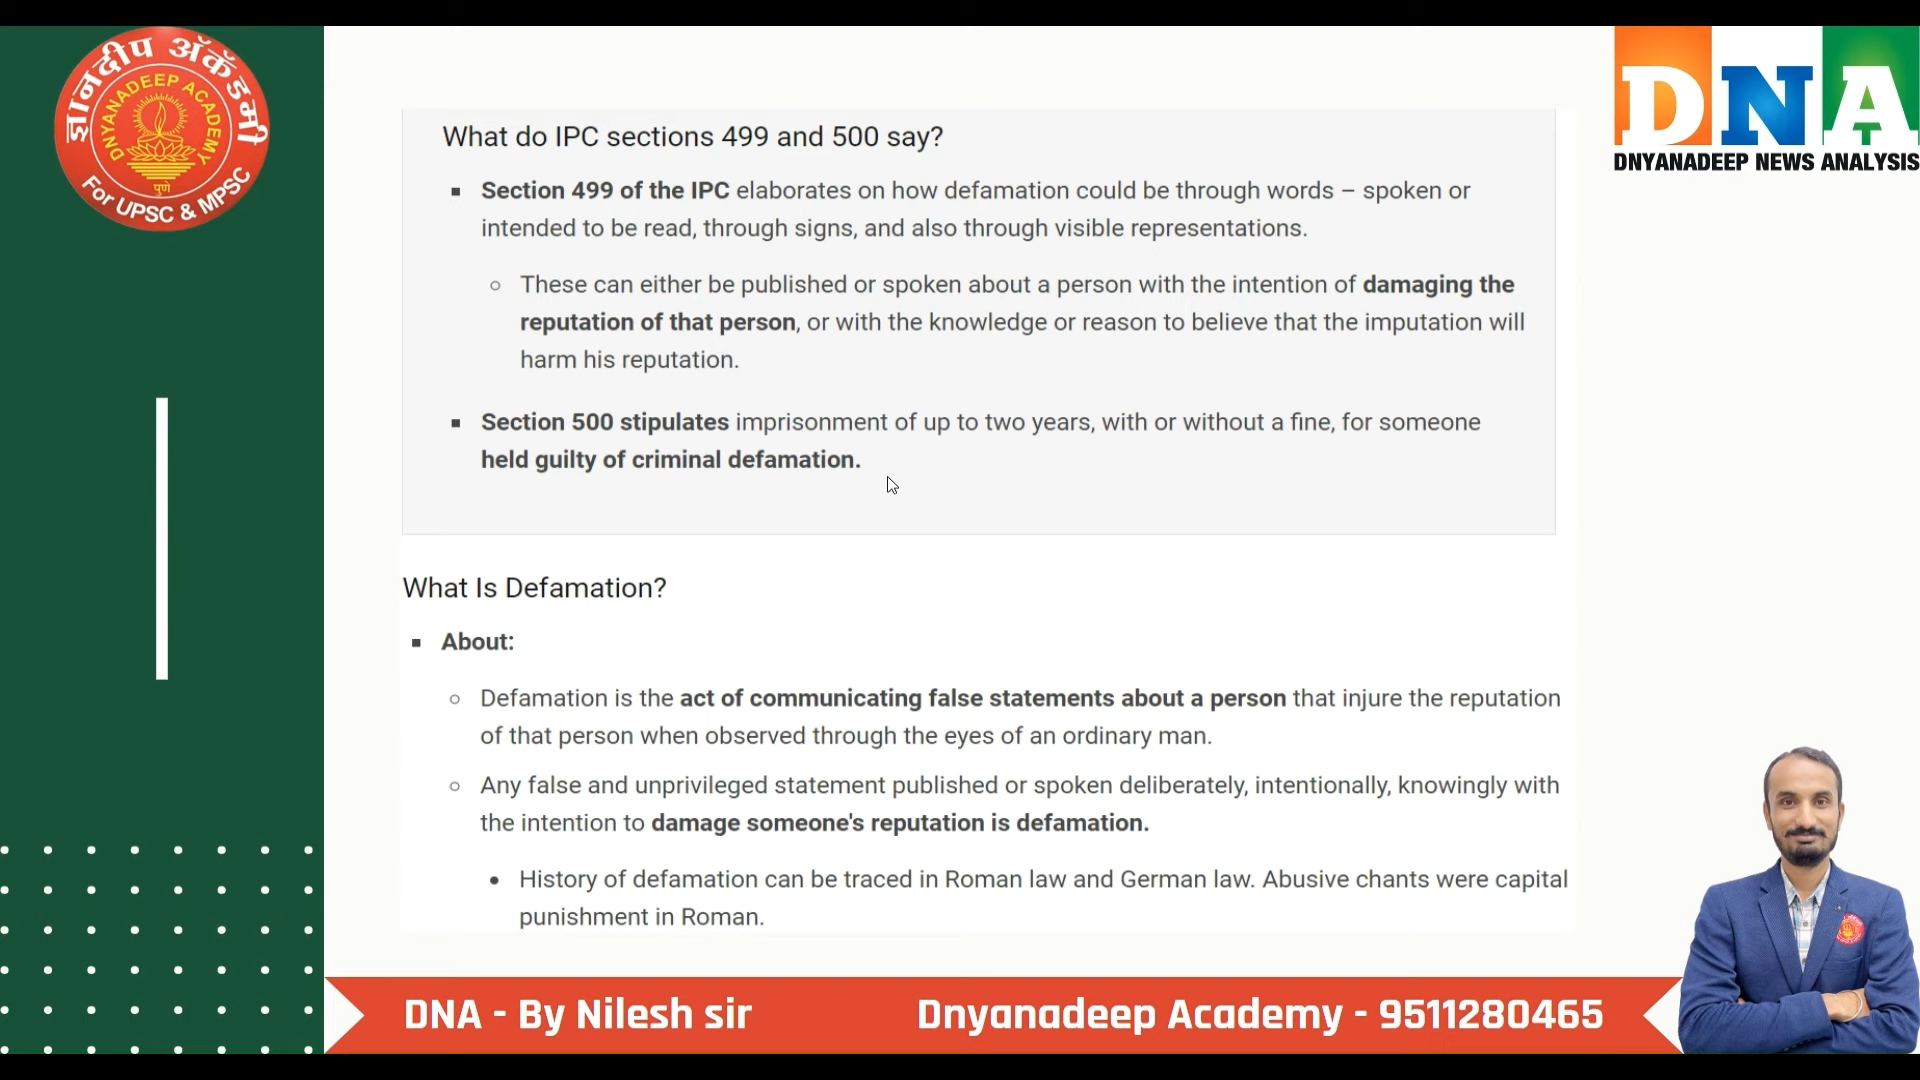 ज्ञानदीप अॅकॅडमी
DNYANADEEP ACADEMY
पुणे
For UPSC & MPSC
DNA
DNYANADEEP NEWS ANALYSIS
What do IPC sections 499 and 500 say?
Section 499 of the IPC elaborates on how defamation could be through words – spoken or
intended to be read, through signs, and also through visible representations.
These can either be published or spoken about a person with the intention of damaging the
reputation of that person, or with the knowledge or reason to believe that the imputation will
harm his reputation.
Section 500 stipulates imprisonment of up to two years, with or without a fine, for someone
held guilty of criminal defamation.
What Is Defamation?
About:
Defamation is the act of communicating false statements about a person that injure the reputation
of that person when observed through the eyes of an ordinary man.
Any false and unprivileged statement published or spoken deliberately, intentionally, knowingly with
the intention to damage someone's reputation is defamation.
History of defamation can be traced in Roman law and German law. Abusive chants were capital
punishment in Roman.
DNA - By Nilesh sir
Dnyanadeep Academy - 9511280465